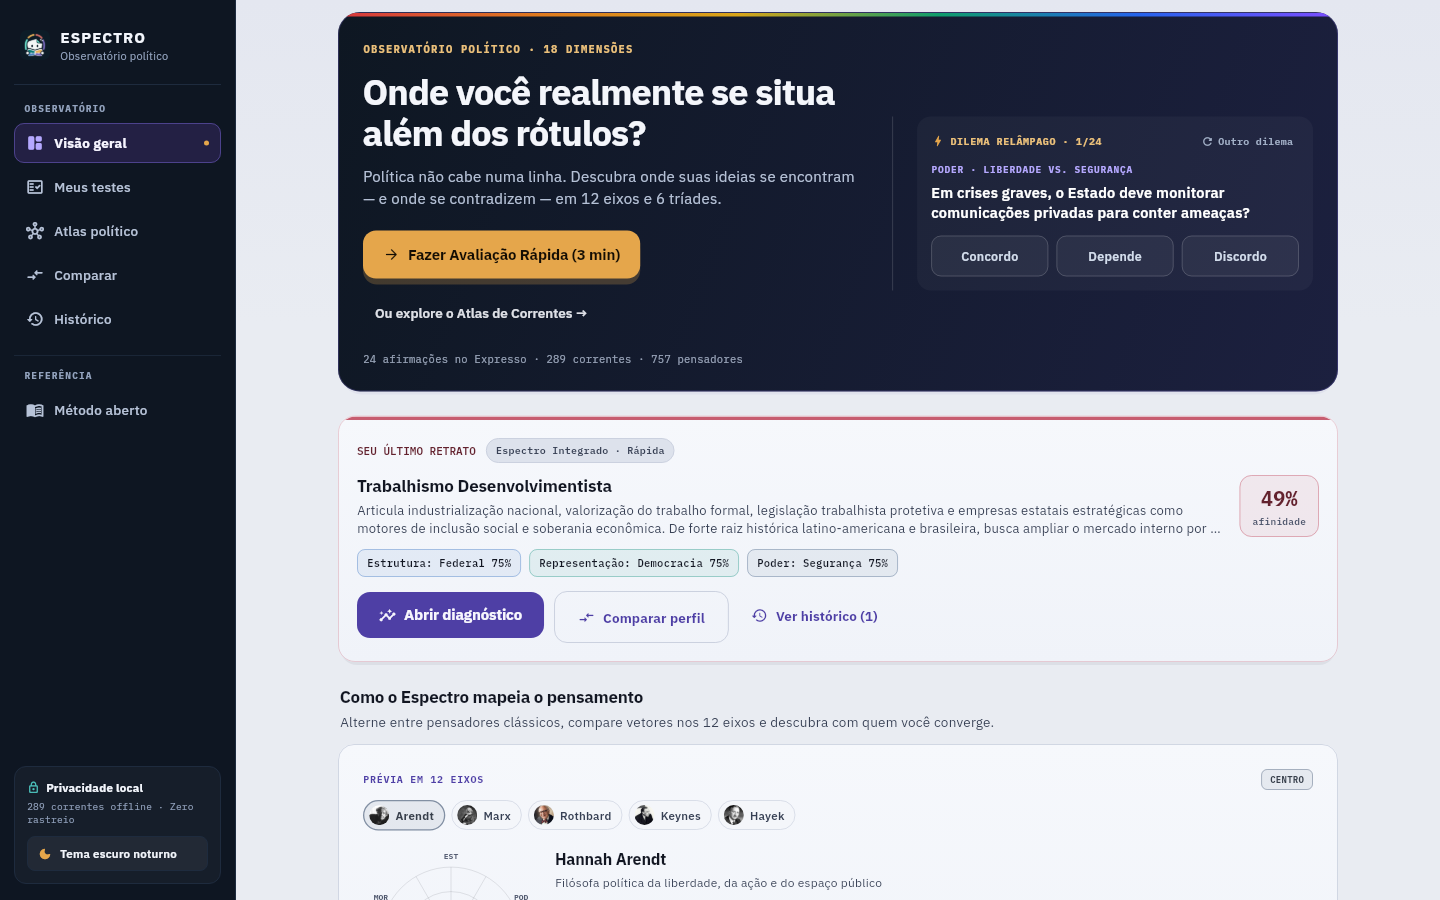 ESPECTRO
Observatório político
OBSERVATÓRIO
Visão geral
Meus testes
Atlas político
Comparar
Histórico
REFERÊNCIA
Método aberto
Privacidade local
289 correntes offline · Zero
rastreio
Tema escuro noturno
OBSERVATÓRIO POLÍTICO · 18 DIMENSÕES
Onde você realmente se situa
além dos rótulos?
Política não cabe numa linha. Descubra onde suas ideias se encontram
— e onde se contradizem — em 12 eixos e 6 tríades.
→ Fazer Avaliação Rápida (3 min)
Ou explore o Atlas de Correntes →
24 afirmações no Expresso · 289 correntes · 757 pensadores
DILEMA RELÂMPAGO · 1/24
Outro dilema
PODER · LIBERDADE VS. SEGURANÇA
Em crises graves, o Estado deve monitorar
comunicações privadas para conter ameaças?
Concordo
Depende
Discordo
SEU ÚLTIMO RETRATO
Espectro Integrado · Rápida
Trabalhismo Desenvolvimentista
Articula industrialização nacional, valorização do trabalho formal, legislação trabalhista protetiva e empresas estatais estratégicas como
motores de inclusão social e soberania econômica. De forte raiz histórica latino-americana e brasileira, busca ampliar o mercado interno por ...
49%
afinidade
Estrutura: Federal 75%
Representação: Democracia 75%
Poder: Segurança 75%
Abrir diagnóstico
Comparar perfil
Ver histórico (1)
Como o Espectro mapeia o pensamento
Alterne entre pensadores clássicos, compare vetores nos 12 eixos e descubra com quem você converge.
PRÉVIA EM 12 EIXOS
CENTRO
Arendt
Marx
Rothbard
Keynes
Hayek
EST
MOR
POD
Hannah Arendt
Filósofa política da liberdade, da ação e do espaço público